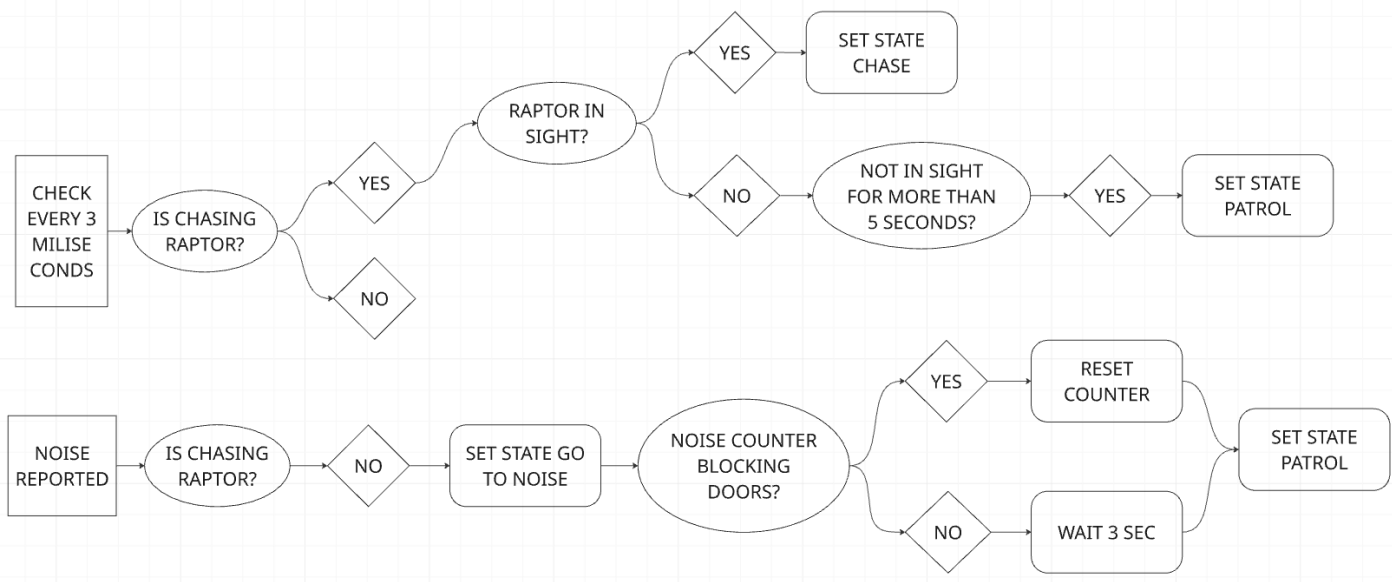 CHECK
EVERY 3
MILISE
CONDS
IS CHASING
RAPTOR?
YES
NO
RAPTOR IN
SIGHT?
YES
SET STATE
CHASE
NO
NOT IN SIGHT
FOR MORE THAN
5 SECONDS?
YES
SET STATE
PATROL
NOISE
REPORTED
IS CHASING
RAPTOR?
NO
SET STATE GO
TO NOISE
NOISE COUNTER
BLOCKING
DOORS?
YES
RESET
COUNTER
NO
WAIT 3 SEC
SET STATE
PATROL